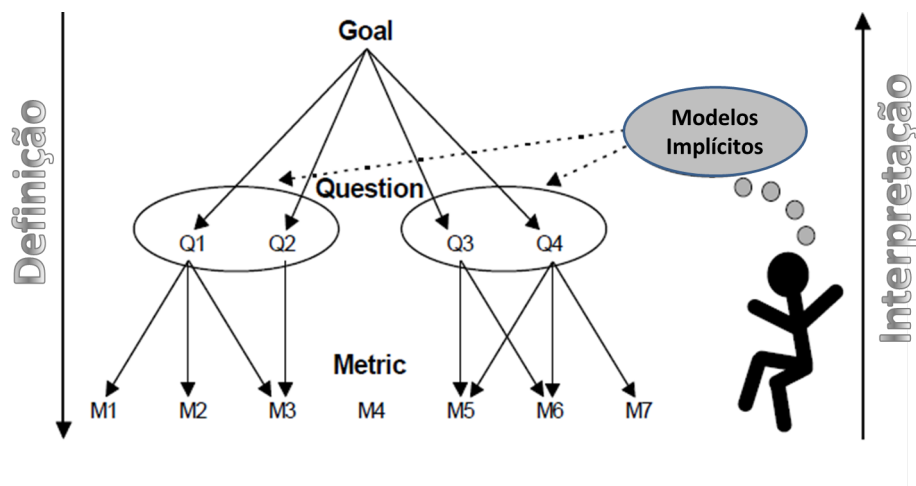 Goal
Modelos
Implícitos
Definição
Interpretação
Question
Q1 Q2 Q3 Q4
Metric
M1 M2 M3 M4 M5 M6 M7